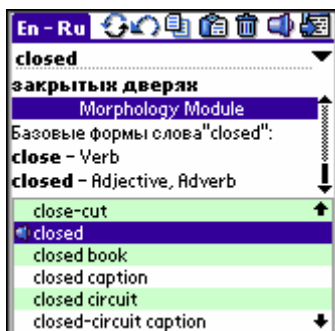 En - Ru
closed
закрытых дверях
Morphology Module
Базовые формы слова"closed":
close - Verb
closed - Adjective, Adverb
close-cut
closed
closed book
closed caption
closed circuit
closed-circuit caption